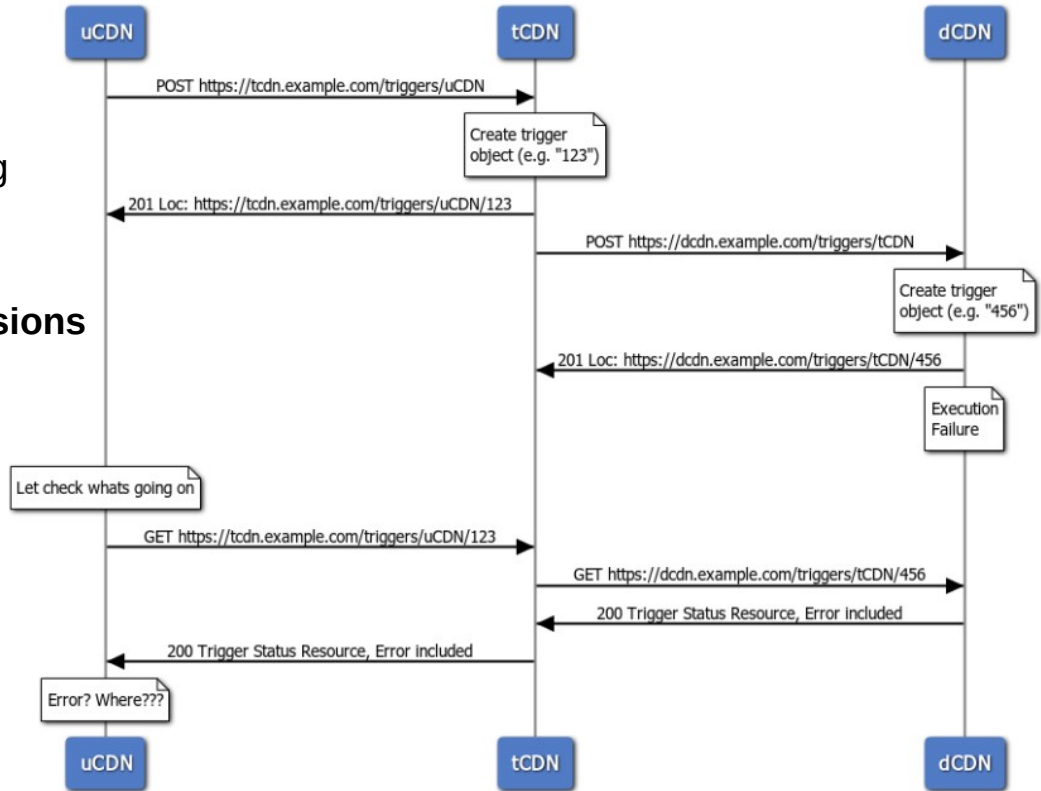 uCDN
tCDN
dCDN
POST https://tcdn.example.com/triggers/uCDN
Create trigger
object (e.g. "123")
g
201 Loc: https://tcdn.example.com/triggers/uCDN/123
POST https://dcdn.example.com/triggers/tCDN
Create trigger
object (e.g. "456")
sions
201 Loc: https://dcdn.example.com/triggers/tCDN/456
Execution
Failure
Let check whats going on
GET https://tcdn.example.com/triggers/uCDN/123
GET https://dcdn.example.com/triggers/tCDN/456
200 Trigger Status Resource, Error included
200 Trigger Status Resource, Error included
Error? Where???
uCDN
tCDN
dCDN